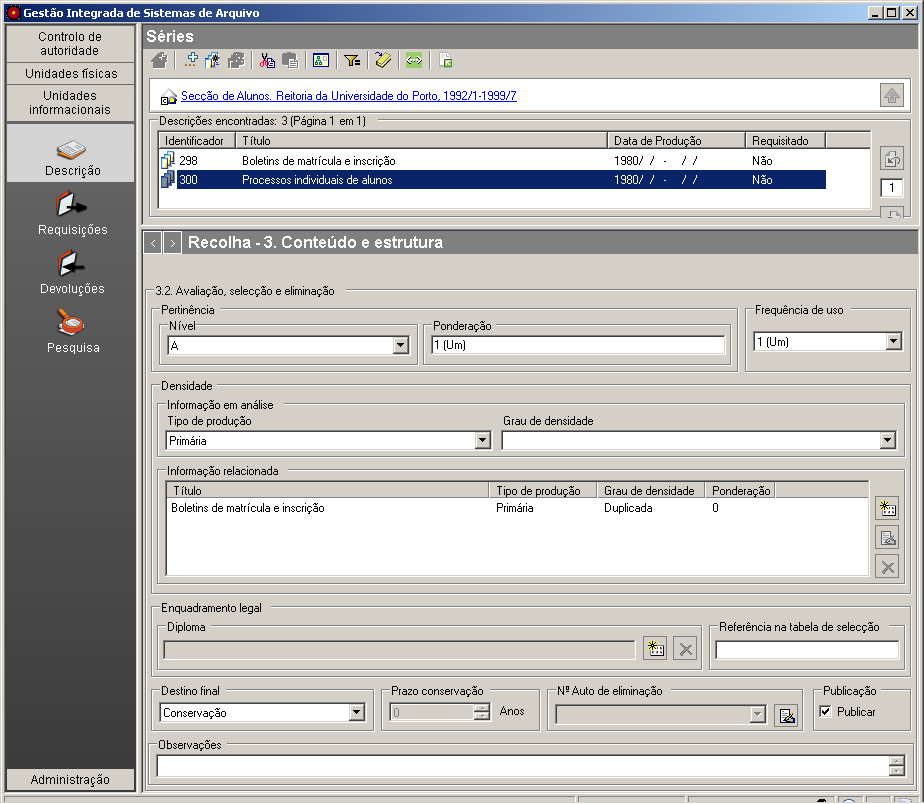 Gestão Integrada de Sistemas de Arquivo
Controlo de
autoridade
Unidades físicas
Unidades
informacionais
Descrição
Requisições
Devoluções
Pesquisa
Administração
Séries
Secção de Alunos. Reitoria da Universidade do Porto, 1992/1-1999/7
Descrições encontradas: 3 (Página 1 em 1)
Identificador Título Data de Produção Requisitado
298 Boletins de matrícula e inscrição 1980/ / - / / Não
300 Processos individuais de alunos 1980/ / - / / Não
1
< > Recolha - 3. Conteúdo e estrutura
3.2. Avaliação, selecção e eliminação
Pertinência
Nível Ponderação Frequência de uso
A 1 (Um) 1 (Um)
Densidade
Informação em análise
Tipo de produção Grau de densidade
Primária
Informação relacionada
Título Tipo de produção Grau de densidade Ponderação
Boletins de matrícula e inscrição Primária Duplicada 0
Enquadramento legal
Diploma Referência na tabela de selecção
Destino final Prazo conservação Nº Auto de eliminação Publicação
Conservação 0 Anos Publicar
Observações